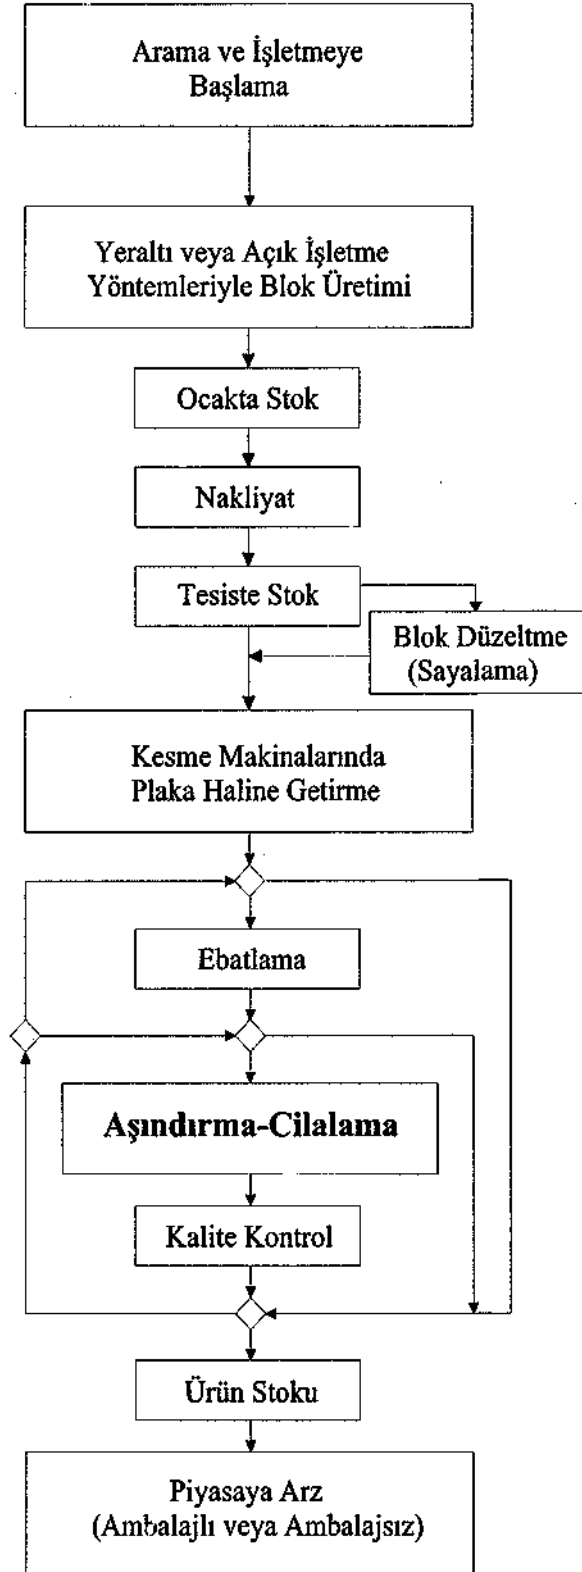 Arama ve İşletmeye
Başlama
Yeraltı veya Açık İşletme
Yöntemleriyle Blok Üretimi
Ocakta Stok
Nakliyat
Tesiste Stok
Blok Düzeltme
(Sayalama)
Kesme Makinalarında
Plaka Haline Getirme
Ebatlama
Aşındırma-Cilalama
Kalite Kontrol
Ürün Stoku
Piyasaya Arz
(Ambalajlı veya Ambalajsız)